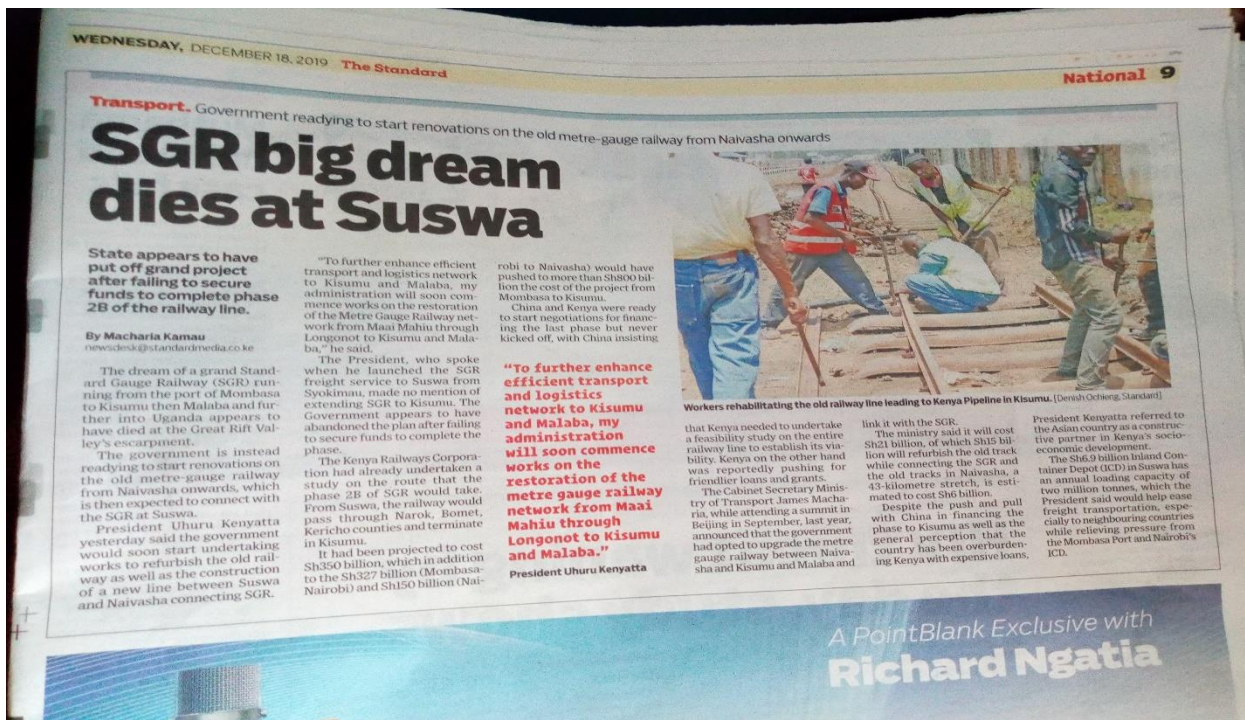 WEDNESDAY, DECEMBER 18, 2019 The Standard
National 9
Transport. Government readying to start renovations on the old metre-gauge railway from Naivasha onwards
SGR big dream
dies at Suswa
State appears to have
put off grand project
after failing to secure
funds to complete phase
2B of the railway line.
By Macharia Kamau
newsdesk@standardmedia.co.ke
The dream of a grand Stand-
ard Gauge Railway (SGR) run-
ning from the port of Mombasa
to Kisumu then Malaba and fur-
ther into Uganda appears to
have died at the Great Rift Val-
ley's escarpment.
The government is instead
readying to start renovations on
the old metre-gauge railway
from Naivasha onwards, which
is then expected to connect with
the SGR at Suswa.
President Uhuru Kenyatta
yesterday said the government
would soon start undertaking
works to refurbish the old rail-
way as well as the construction
of a new line between Suswa
and Naivasha connecting SGR.
"To further enhance efficient
transport and logistics network
to Kisumu and Malaba, my
administration will soon com-
mence works on the restoration
of the Metre Gauge Railway net-
work from Maai Mahiu through
Longonot to Kisumu and Mala-
ba," he said.
The President, who spoke
when he launched the SGR
freight service to Suswa from
Syokimau, made no mention of
extending SGR to Kisumu. The
Government appears to have
abandoned the plan after failing
to secure funds to complete the
phase.
The Kenya Railways Corpora-
tion had already undertaken a
study on the route that the
phase 2B of SGR would take.
From Suswa, the railway would
pass through Narok, Bomet,
Kericho counties and terminate
in Kisumu.
It had been projected to cost
Sh350 billion, which in addition
to the Sh327 billion (Mombasa-
Nairobi) and Sh150 billion (Nai-
robi to Naivasha) would have
pushed to more than Sh800 bil-
lion the cost of the project from
Mombasa to Kisumu.
China and Kenya were ready
to start negotiations for financ-
ing the last phase but never
kicked off, with China insisting
"To further enhance
efficient transport
and logistics
network to Kisumu
and Malaba, my
administration
will soon commence
works on the
restoration of the
metre gauge railway
network from Maai
Mahiu through
Longonot to Kisumu
and Malaba."
President Uhuru Kenyatta
Workers rehabilitating the old railway line leading to Kenya Pipeline in Kisumu. [Denish Ochieng, Standard]
that Kenya needed to undertake
a feasibility study on the entire
railway line to establish its via-
bility. Kenya on the other hand
was reportedly pushing for
friendlier loans and grants.
The Cabinet Secretary Minis-
try of Transport James Macha-
ria, while attending a summit in
Beijing in September, last year,
announced that the government
had opted to upgrade the metre
gauge railway between Naiva-
sha and Kisumu and Malaba and
link it with the SGR.
The ministry said it will cost
Sh21 billion, of which Sh15 bil-
lion will refurbish the old track
while connecting the SGR and
the old tracks in Naivasha, a
43-kilometre stretch, is esti-
mated to cost Sh6 billion.
Despite the push and pull
with China in financing the
phase to Kisumu as well as the
general perception that the
country has been overburden-
ing Kenya with expensive loans,
President Kenyatta referred to
the Asian country as a construc-
tive partner in Kenya's socio-
economic development.
The Sh6.9 billion Inland Con-
tainer Depot (ICD) in Suswa has
an annual loading capacity of
two million tonnes, which the
President said would help ease
freight transportation, espe-
cially to neighbouring countries
while relieving pressure from
the Mombasa Port and Nairobi's
ICD.
A PointBlank Exclusive with
Richard Ngatia